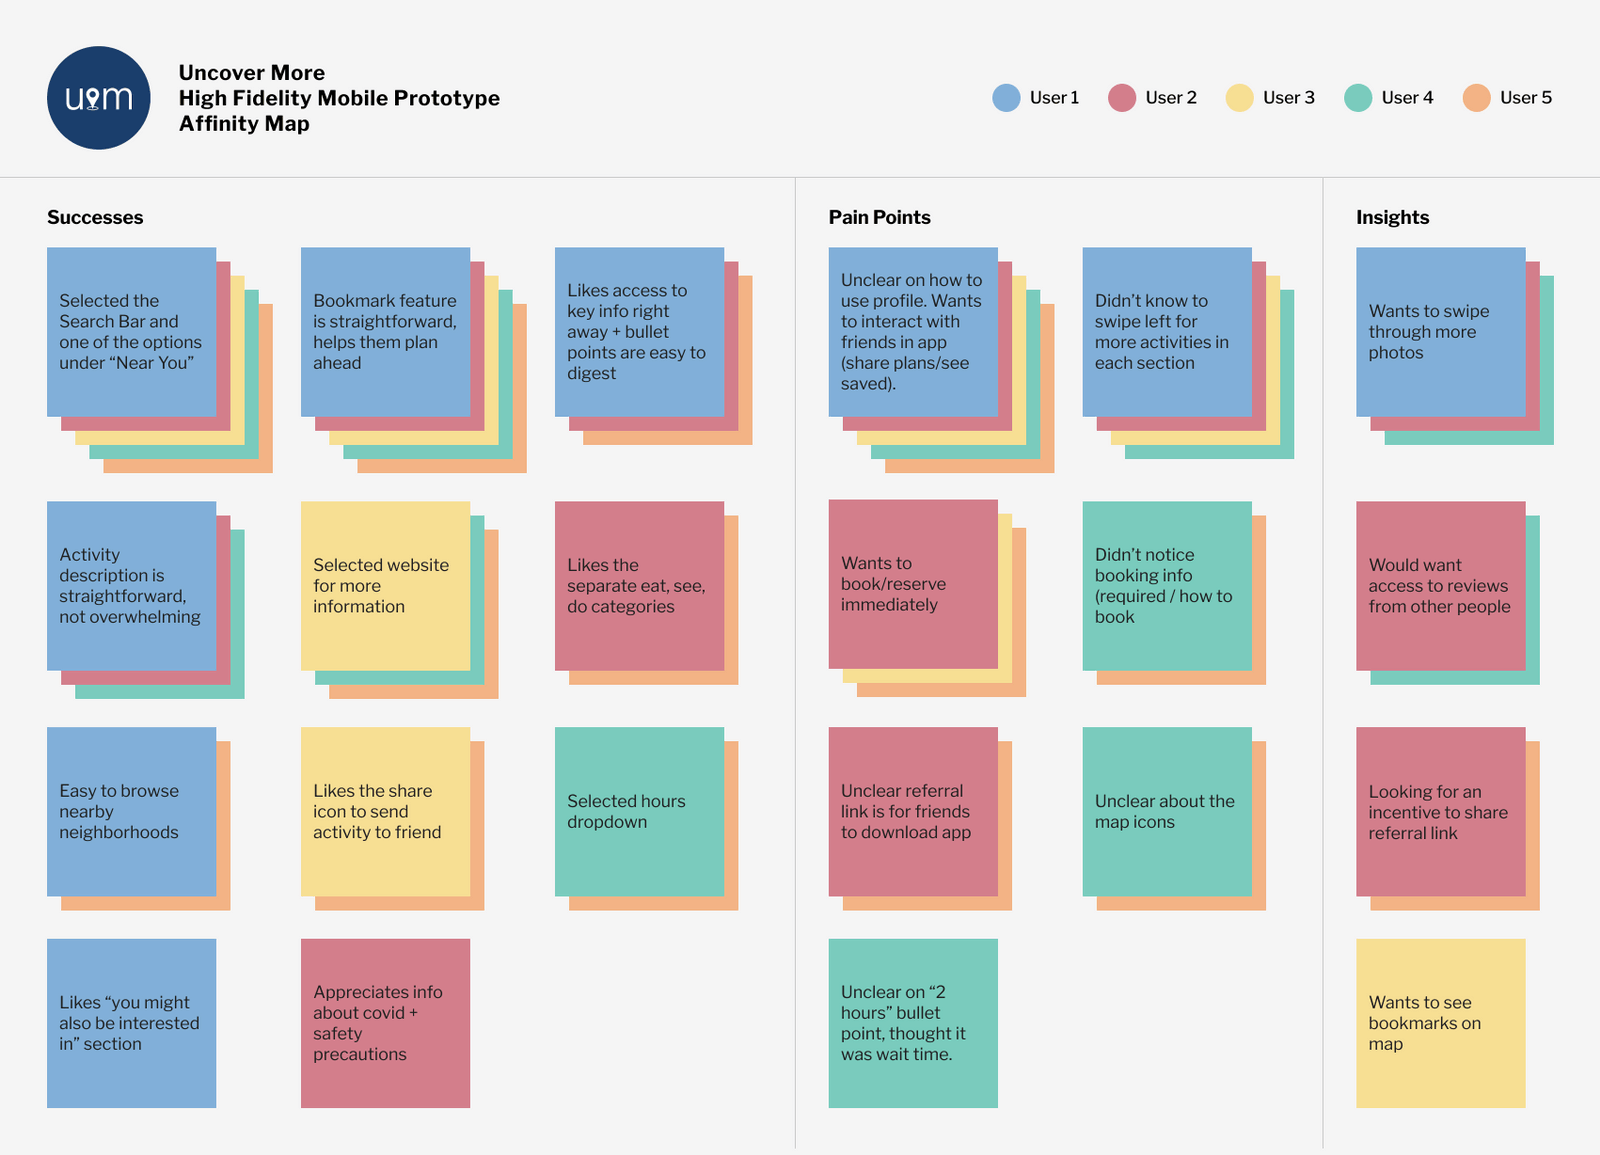 um
Uncover More
High Fidelity Mobile Prototype
Affinity Map
User 1
User 2
User 3
User 4
User 5
Successes
Selected the
Search Bar and
one of the options
under “Near You”
Bookmark feature
is straightforward,
helps them plan
ahead
Likes access to
key info right
away + bullet
points are easy to
digest
Activity
description is
straightforward,
not overwhelming
Selected website
for more
information
Likes the
separate eat, see,
do categories
Easy to browse
nearby
neighborhoods
Likes the share
icon to send
activity to friend
Selected hours
dropdown
Likes “you might
also be interested
in” section
Appreciates info
about covid +
safety
precautions
Pain Points
Unclear on how to
use profile. Wants
to interact with
friends in app
(share plans/see
saved).
Didn’t know to
swipe left for
more activities in
each section
Wants to
book/reserve
immediately
Didn’t notice
booking info
(required / how to
book
Unclear referral
link is for friends
to download app
Unclear about the
map icons
Unclear on “2
hours” bullet
point, thought it
was wait time.
Insights
Wants to swipe
through more
photos
Would want
access to reviews
from other people
Looking for an
incentive to share
referral link
Wants to see
bookmarks on
map